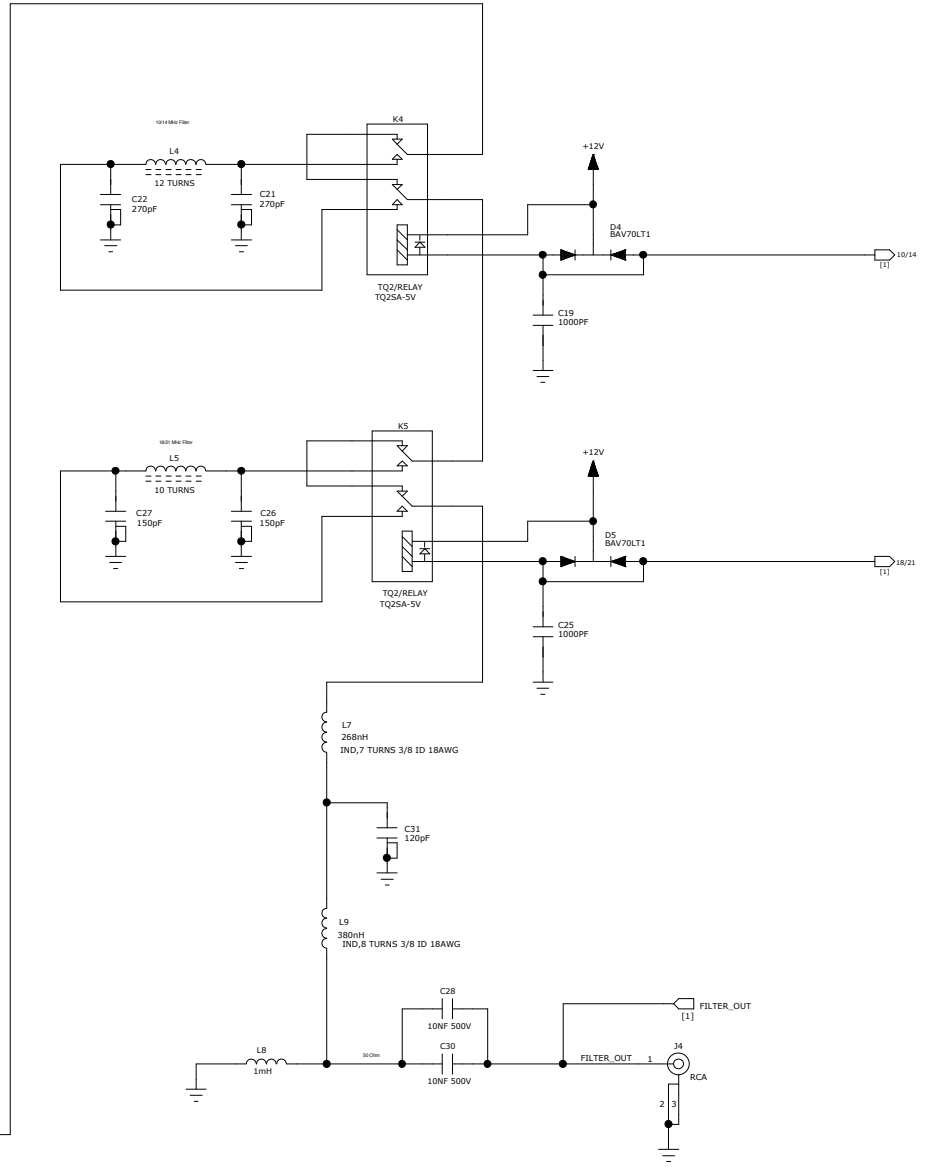 10/14 MHz Filter
K4
L4
12 TURNS
C22
270pF
C21
270pF
+12V
D4
BAV70LT1
10/14
[1]
TQ2/RELAY
TQ2SA-5V
C19
1000PF
18/21 MHz Filter
K5
L5
10 TURNS
C27
150pF
C26
150pF
+12V
D5
BAV70LT1
18/21
[1]
TQ2/RELAY
TQ2SA-5V
C25
1000PF
L7
268nH
IND,7 TURNS 3/8 ID 18AWG
C31
120pF
L9
380nH
IND,8 TURNS 3/8 ID 18AWG
C28
10NF 500V
FILTER_OUT
[1]
L8
1mH
50 Ohm
C30
10NF 500V
FILTER_OUT
1
J4
RCA
2
3